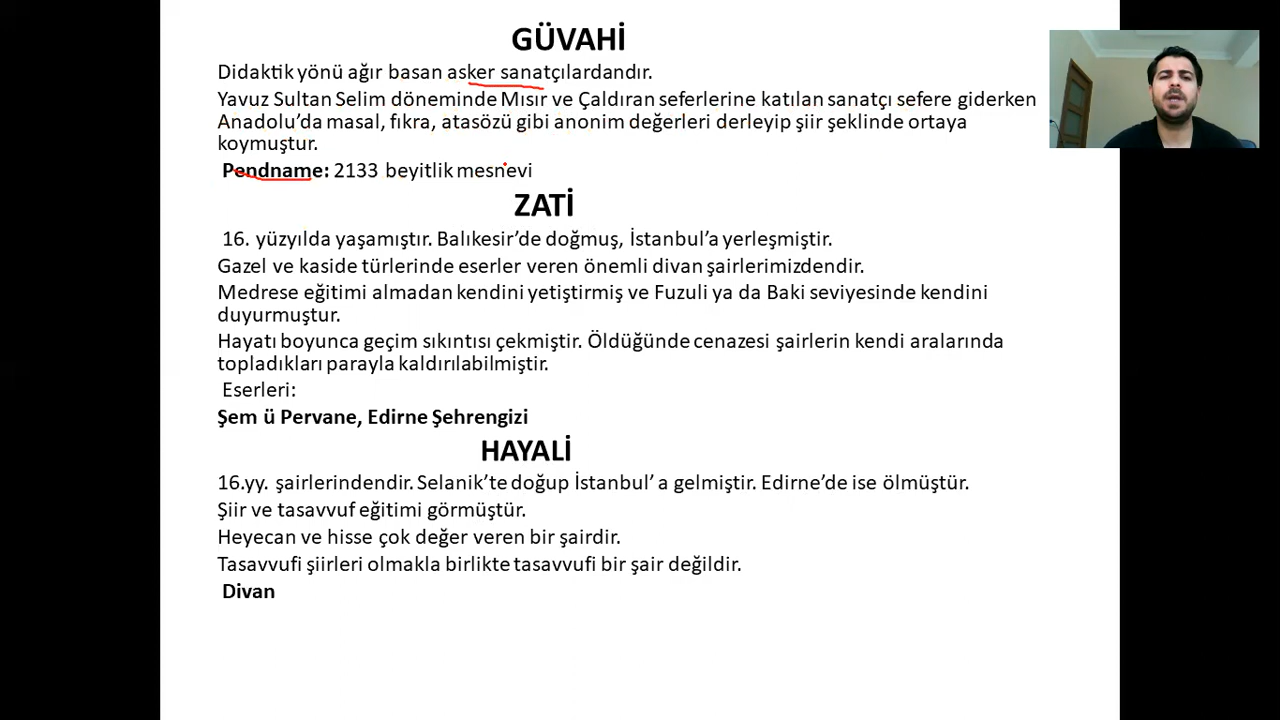 GÜVAHİ
Didaktik yönü ağır basan asker sanatçılardandır.
Yavuz Sultan Selim döneminde Mısır ve Çaldıran seferlerine katılan sanatçı sefere giderken
Anadolu’da masal, fıkra, atasözü gibi anonim değerleri derleyip şiir şeklinde ortaya
koymuştur.
Pendname: 2133 beyitlik mesnevi
ZATİ
16. yüzyılda yaşamıştır. Balıkesir’de doğmuş, İstanbul’a yerleşmiştir.
Gazel ve kaside türlerinde eserler veren önemli divan şairlerimizdendir.
Medrese eğitimi almadan kendini yetiştirmiş ve Fuzuli ya da Baki seviyesinde kendini
duyurmuştur.
Hayatı boyunca geçim sıkıntısı çekmiştir. Öldüğünde cenazesi şairlerin kendi aralarında
topladıkları parayla kaldırılabilmiştir.
Eserleri:
Şem ü Pervane, Edirne Şehrengizi
HAYALİ
16.yy. şairlerindendir. Selanik’te doğup İstanbul’ a gelmiştir. Edirne’de ise ölmüştür.
Şiir ve tasavvuf eğitimi görmüştür.
Heyecan ve hisse çok değer veren bir şairdir.
Tasavvufi şiirleri olmakla birlikte tasavvufi bir şair değildir.
Divan